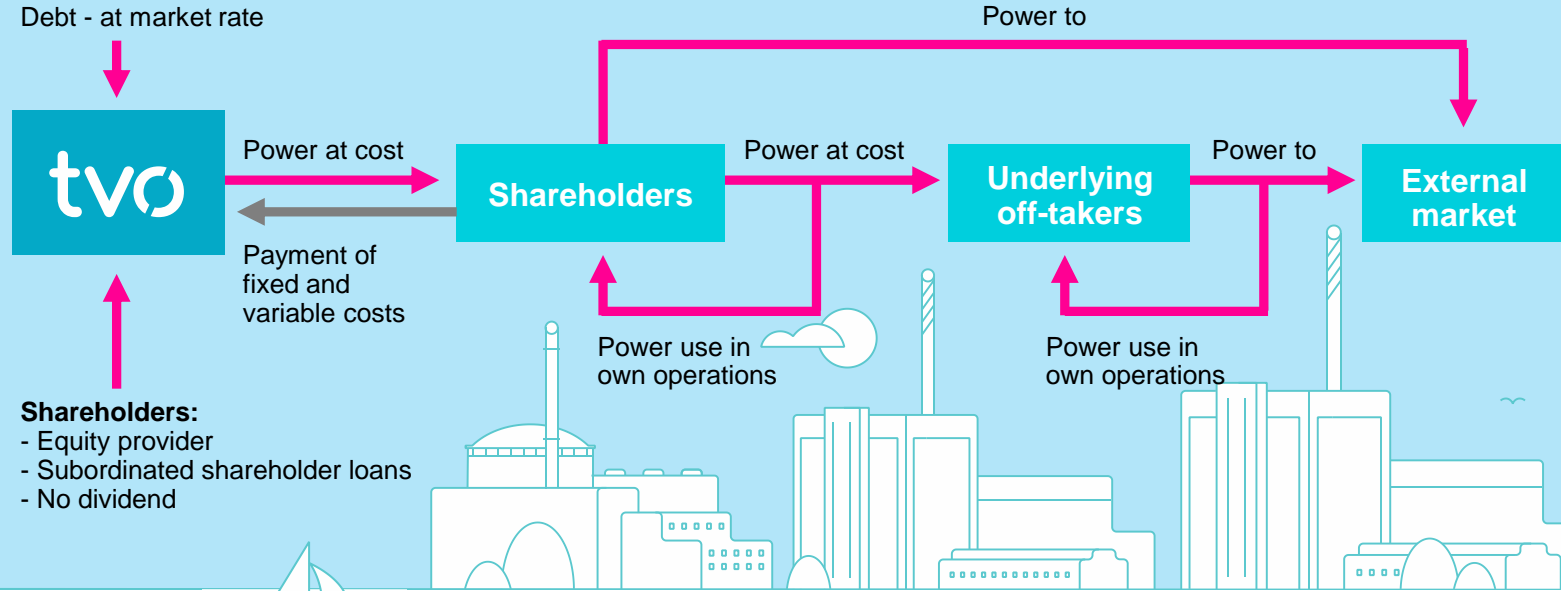 Debt - at market rate
Power to
tvo
Power at cost
Shareholders
Power at cost
Underlying
off-takers
Power to
External
market
Payment of
fixed and
variable costs
Power use in
own operations
Power use in
own operations
Shareholders:
- Equity provider
- Subordinated shareholder loans
- No dividend